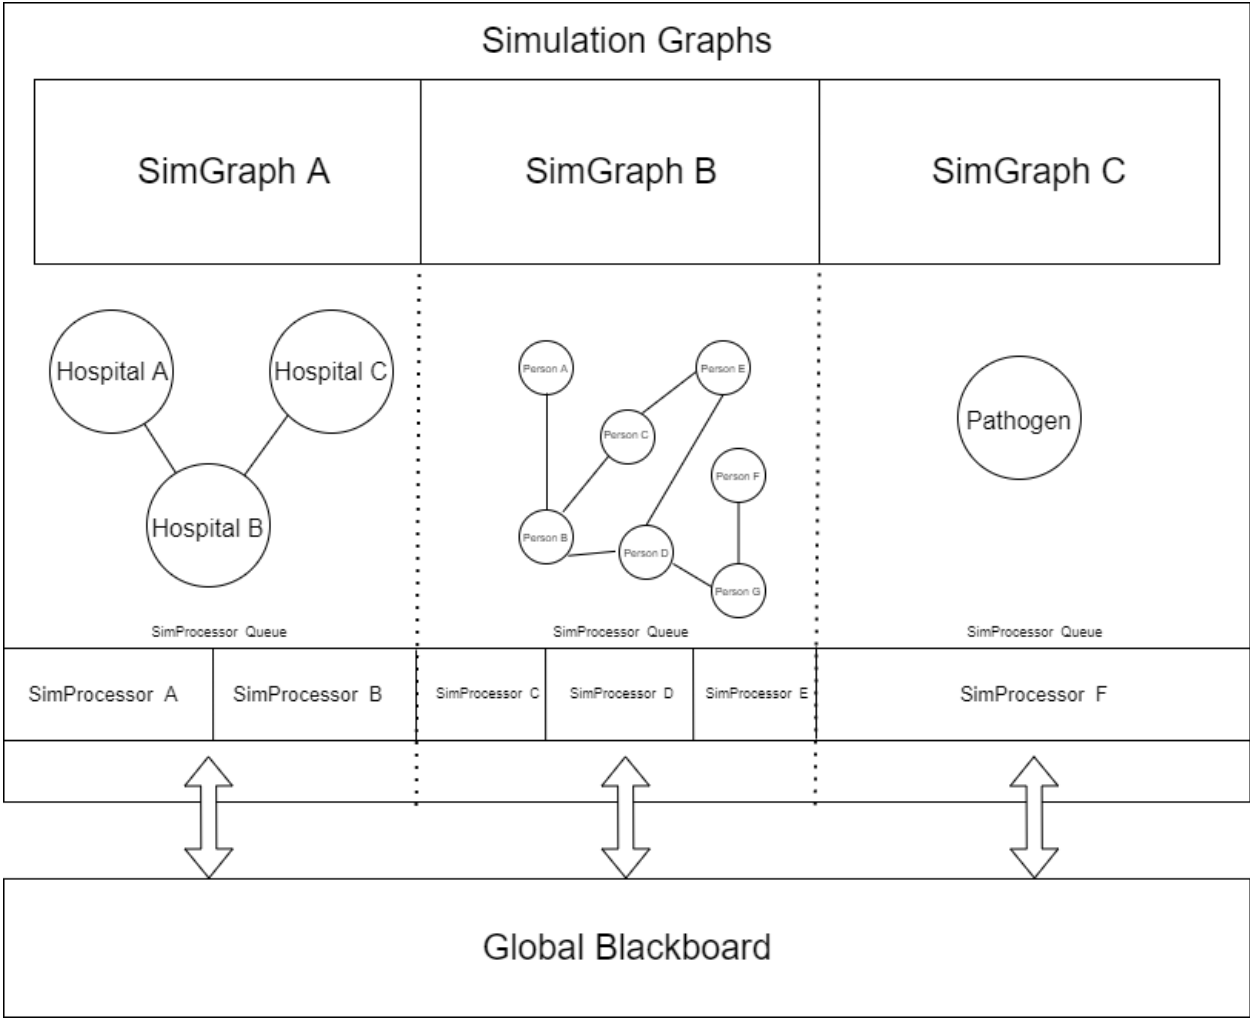 Simulation Graphs
SimGraph A
SimGraph B
SimGraph C
Hospital A
Hospital C
Hospital B
Person A
Person E
Person C
Person F
Person B
Person D
Person G
Pathogen
SimProcessor Queue
SimProcessor Queue
SimProcessor Queue
SimProcessor A
SimProcessor B
SimProcessor C
SimProcessor D
SimProcessor E
SimProcessor F
Global Blackboard